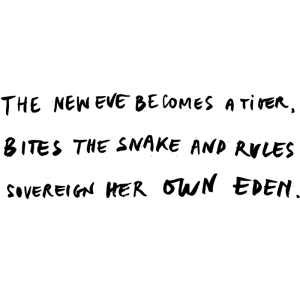 THE NEW EVE BECOMES A TIGER,
BITES THE SNAKE AND RULES
SOVEREIGN HER OWN EDEN.